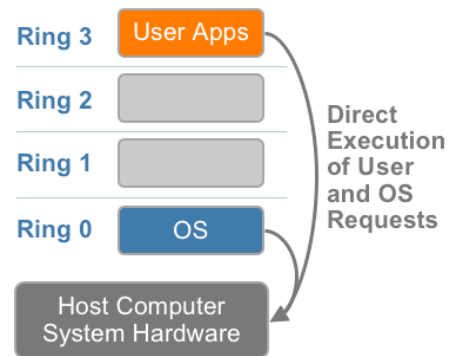 Ring 3
User Apps
Ring 2
Ring 1
Ring 0
OS
Direct
Execution
of User
and OS
Requests
Host Computer
System Hardware